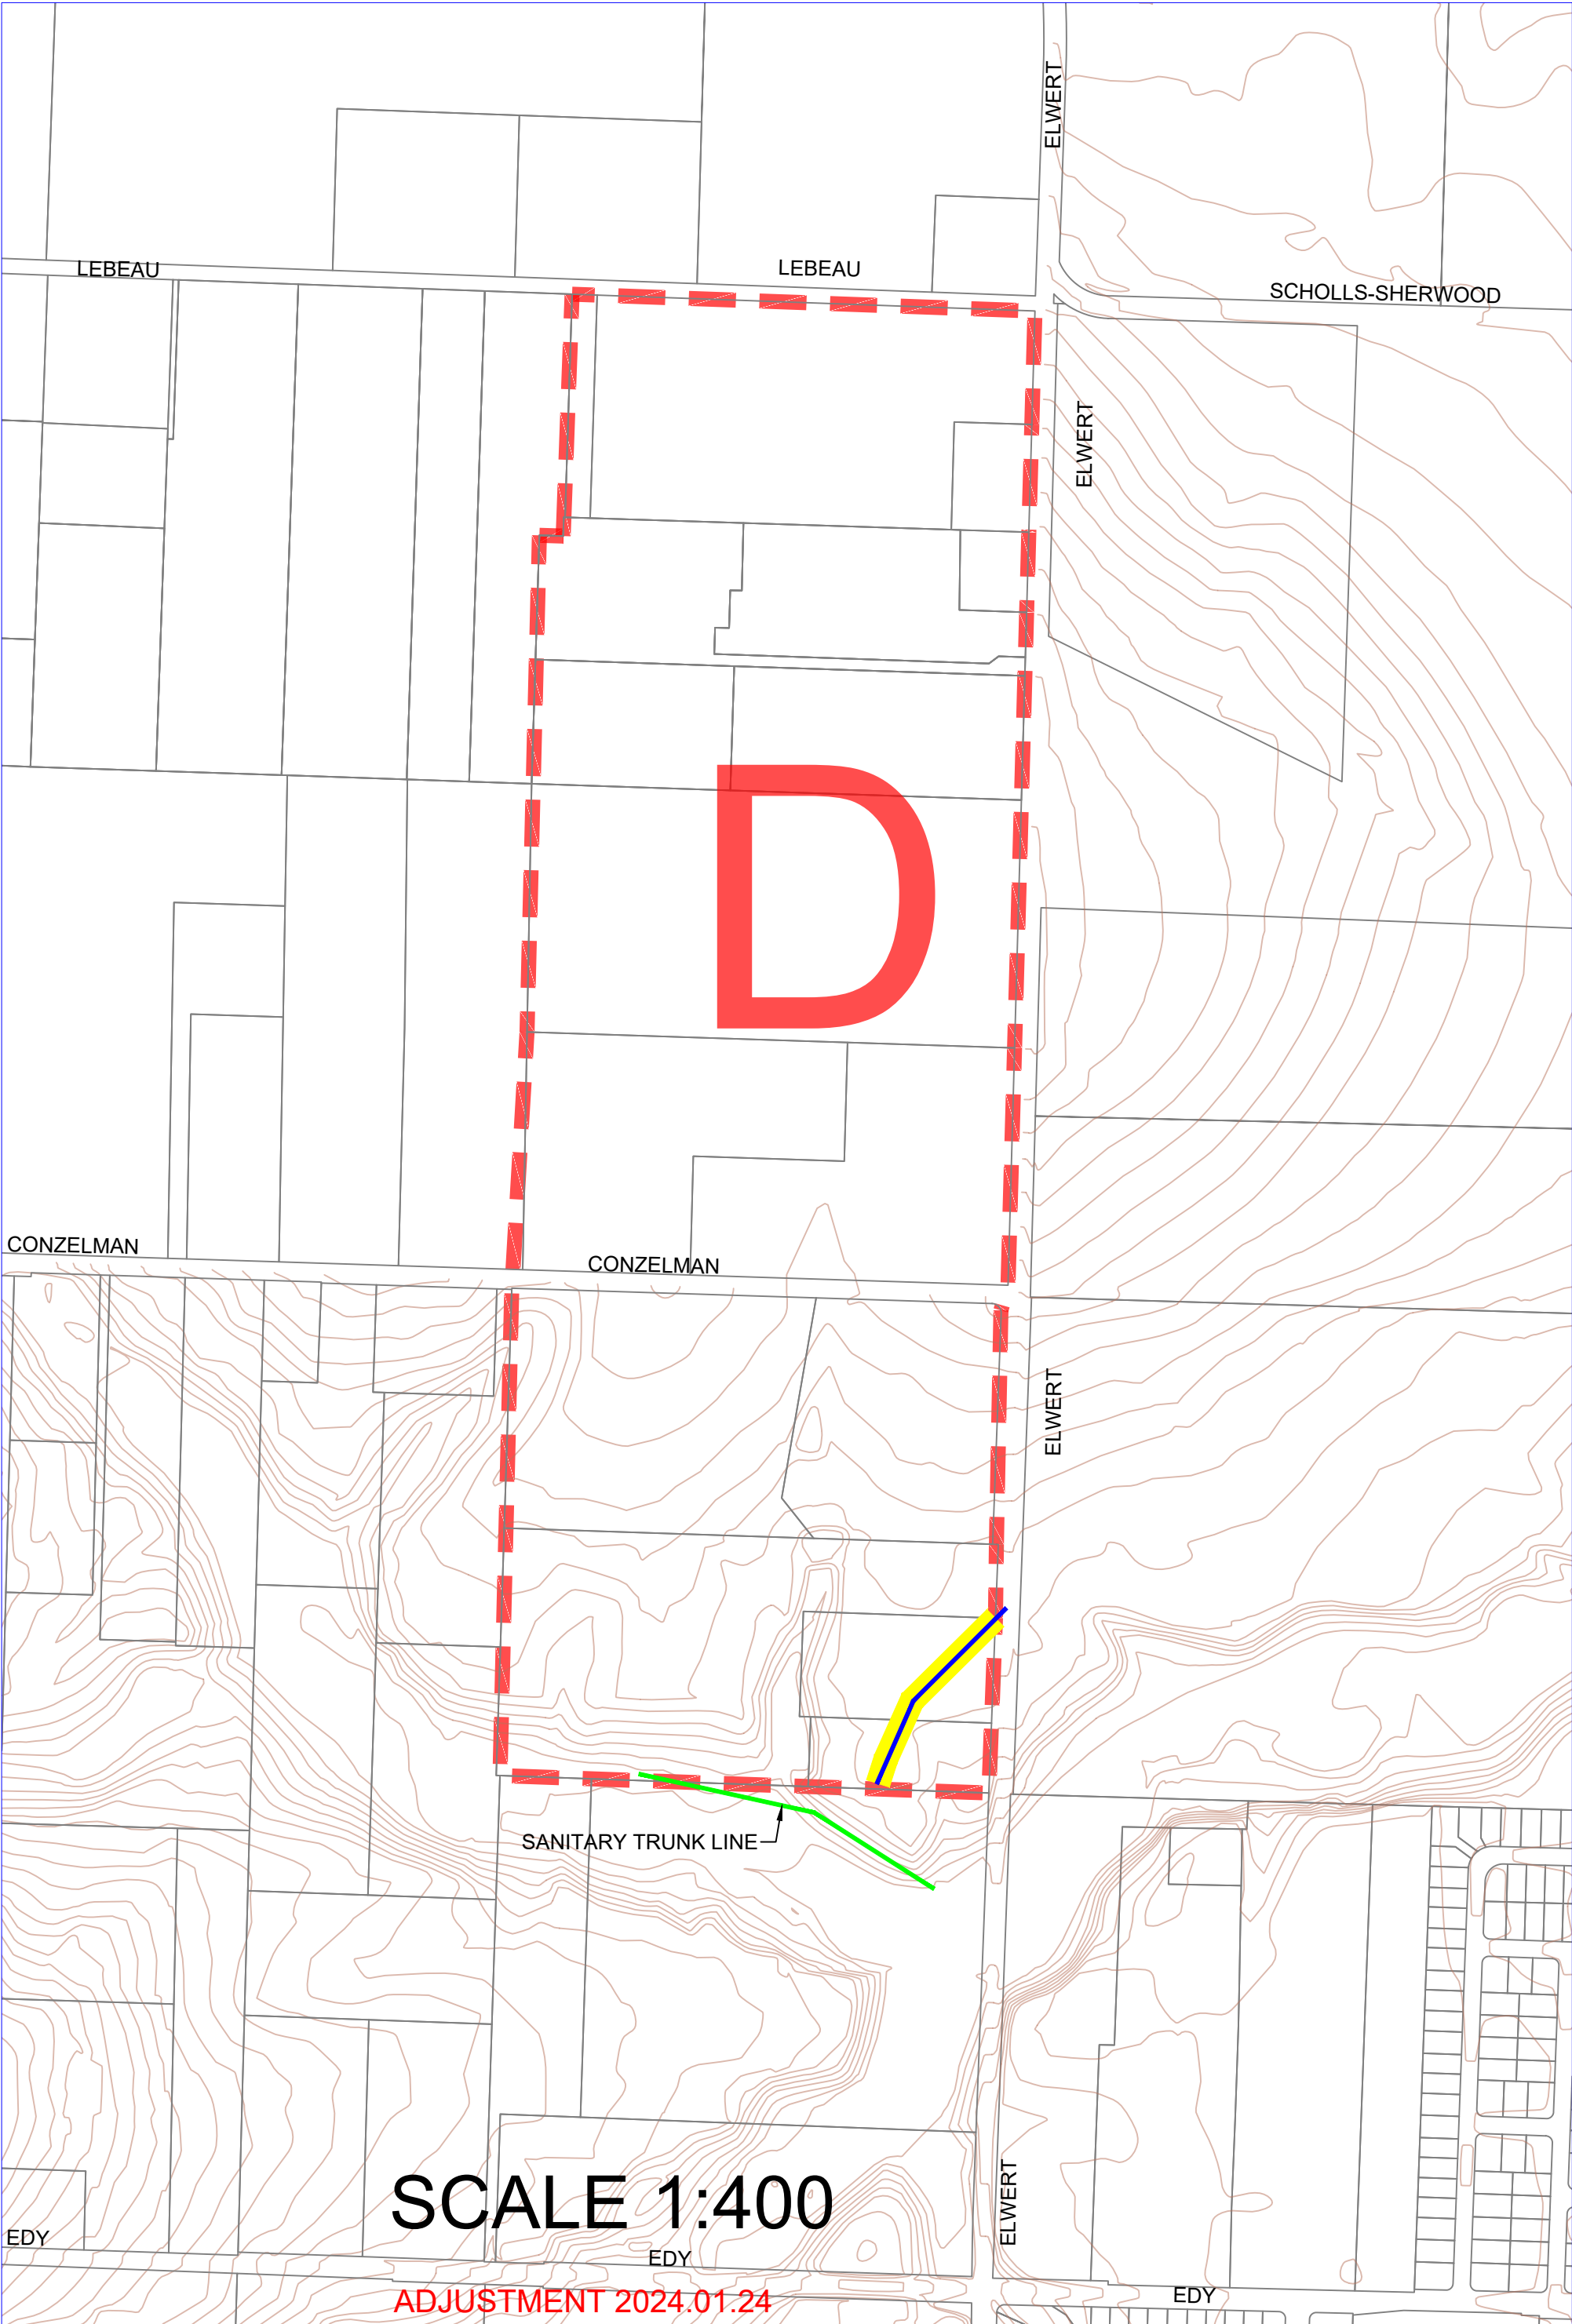 ELWERT
LEBEAU
LEBEAU
SCHOLLS-SHERWOOD
ELWERT
D
CONZELMAN
CONZELMAN
ELWERT
SANITARY TRUNK LINE
SCALE 1:400
ELWERT
EDY
EDY
EDY
ADJUSTMENT 2024.01.24